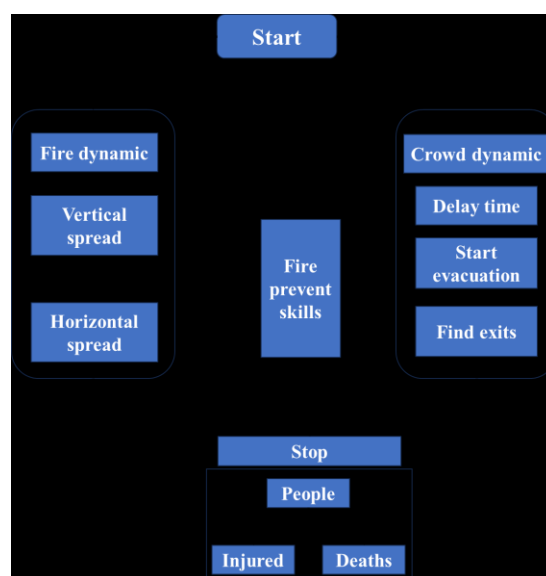 Start
Fire dynamic
Vertical
spread
Horizontal
spread
Fire
prevent
skills
Crowd dynamic
Delay time
Start
evacuation
Find exits
Stop
People
Injured
Deaths